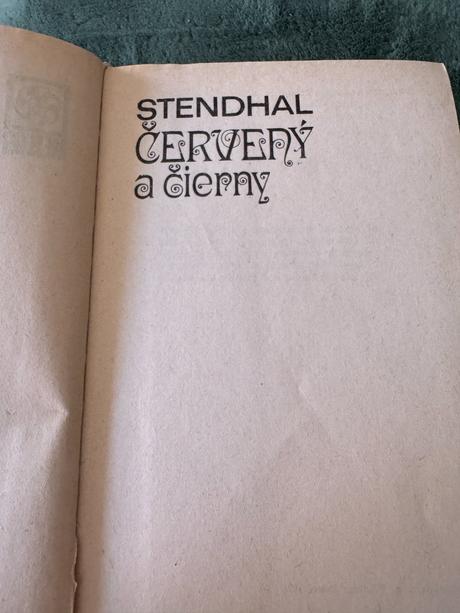 STENDHAL
ČERVENÝ
a čierny